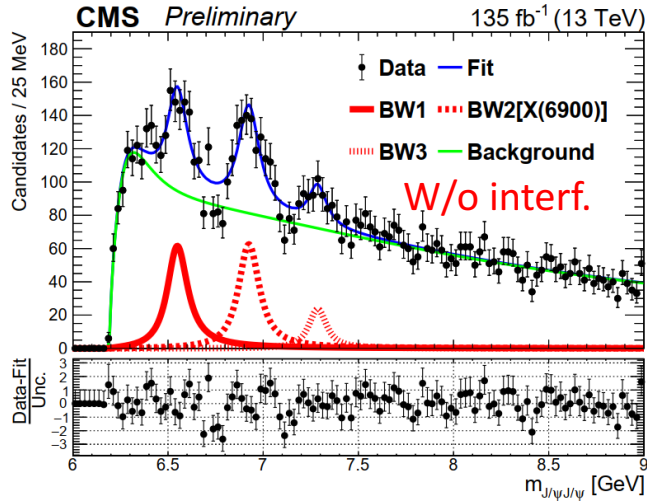 CMS Preliminary 135 fb⁻¹ (13 TeV)
Candidates / 25 MeV
180
160
140
120
100
80
60
40
20
0
Data Fit
BW1 BW2[X(6900)]
BW3 Background
W/o interf.
Data-Fit
Unc.
3
2
1
0
−1
−2
−3
6 6.5 7 7.5 8 8.5 9
m J/ψJ/ψ [GeV]